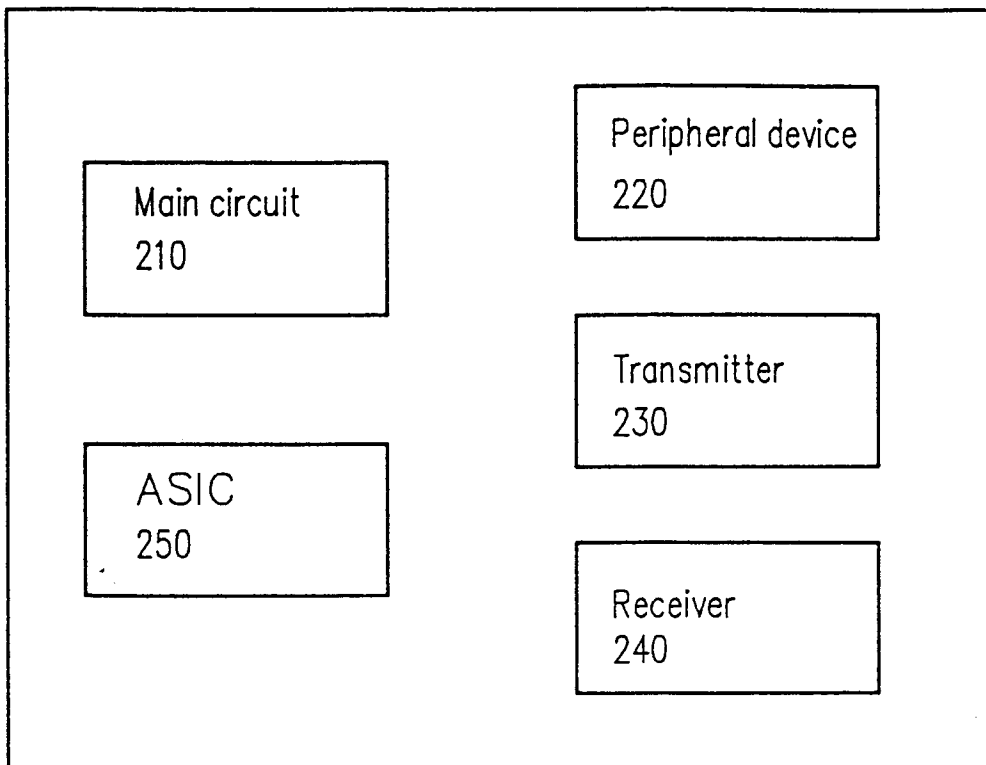 Main circuit
210
ASIC
250
Peripheral device
220
Transmitter
230
Receiver
240